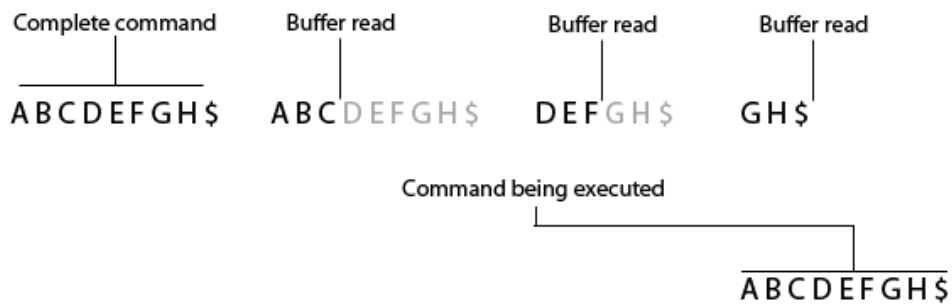 Complete command Buffer read Buffer read Buffer read
ABCDEFGH$ ABCDEFGH$ DEFGH$ GH$
Command being executed
ABCDEFGH$